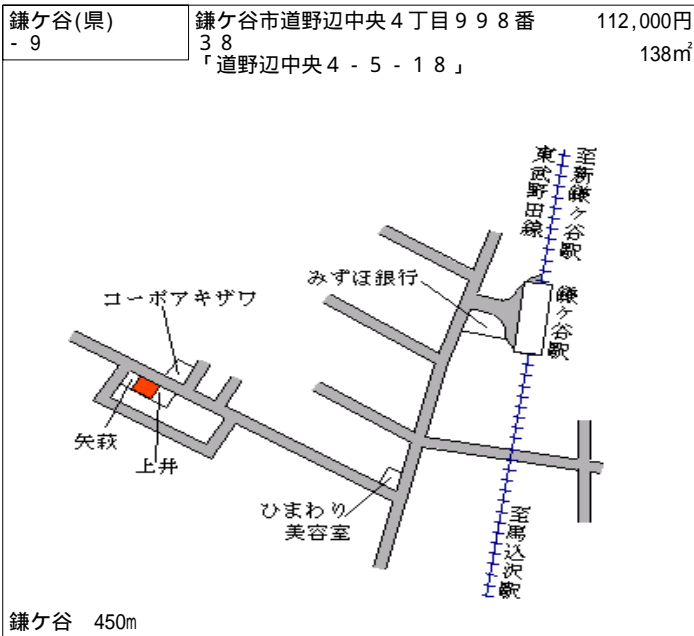 鎌ケ谷(県)
- 9
鎌ケ谷市道野辺中央４丁目９９８番
３８
「道野辺中央４－５－１８」
112,000円
138㎡
至新鎌ケ谷駅
東武野田線
みずほ銀行
鎌ケ谷駅
コーポアキザワ
矢萩
上井
ひまわり
美容室
至馬込沢駅
鎌ケ谷　450m